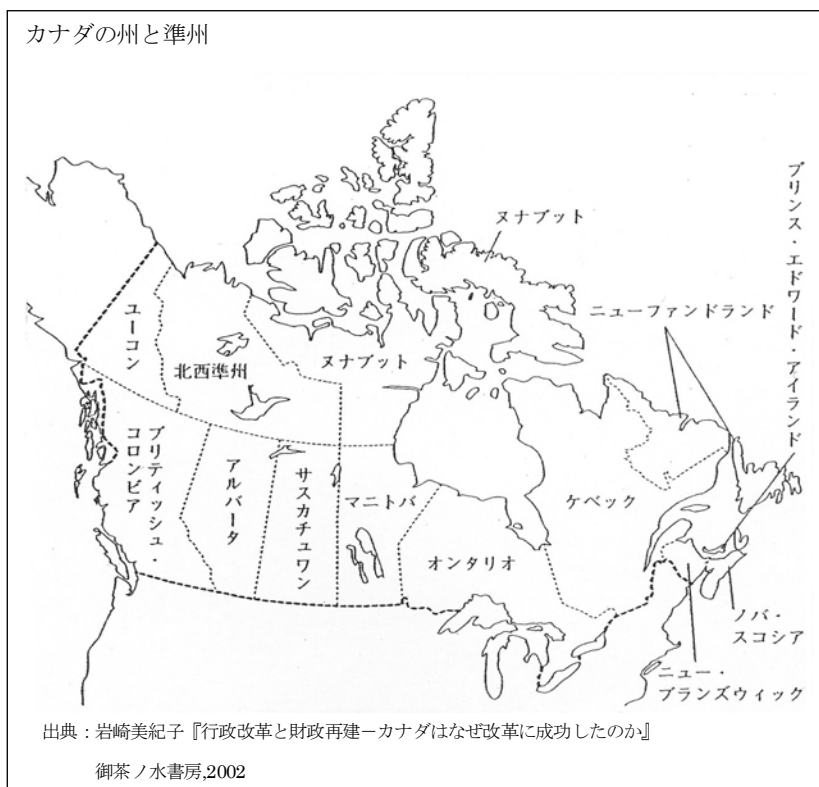 カナダの州と準州
ヌナブット
プリンス・エドワード・アイランド
ニューファンドランド
ユーコン
北西準州
ヌナブット
ブリティッシュ・
コロンビア
アルバータ
サスカチュワン
マニトバ
オンタリオ
ケベック
ノバ・
スコシア
ニュー・
ブランズウィック
出典：岩崎美紀子『行政改革と財政再建－カナダはなぜ改革に成功したのか』
御茶ノ水書房,2002